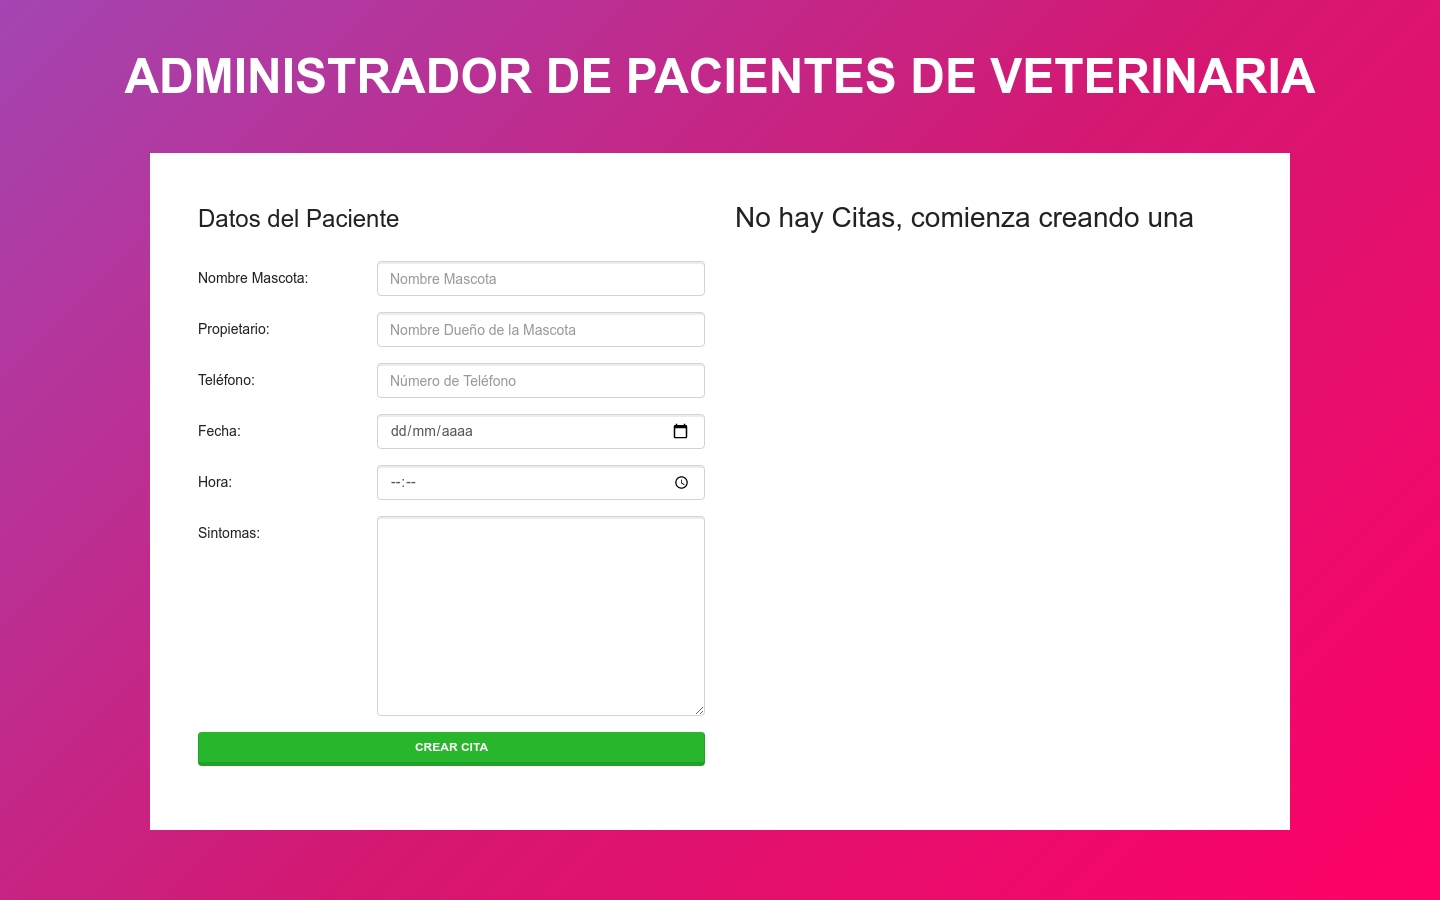 ADMINISTRADOR DE PACIENTES DE VETERINARIA
Datos del Paciente
Nombre Mascota:
Nombre Mascota
Propietario:
Nombre Dueño de la Mascota
Teléfono:
Número de Teléfono
Fecha:
dd/mm/aaaa
Hora:
--:--
Sintomas:
CREAR CITA
No hay Citas, comienza creando una